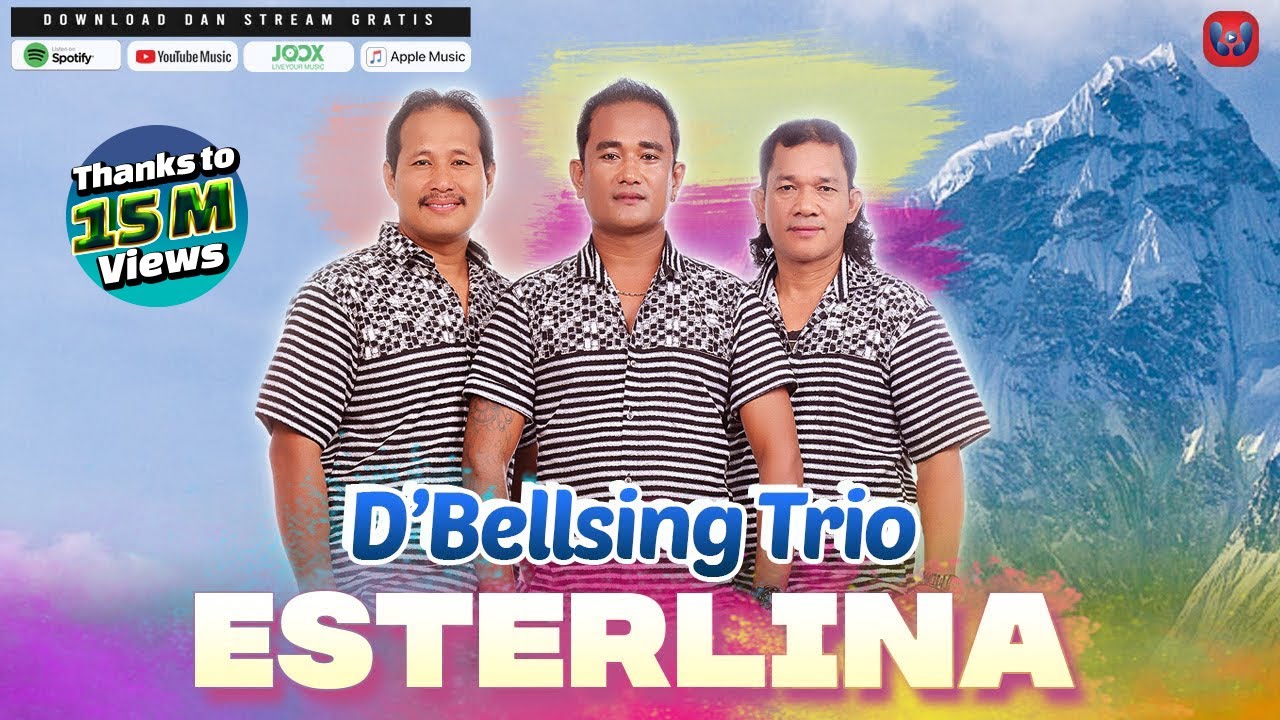 DOWNLOAD DAN STREAM GRATIS
Listen on
Spotify
YouTube Music
JOOX
LIVE YOUR MUSIC
Apple Music
Thanks to
15 M
Views
D'Bellsing Trio
ESTERLINA